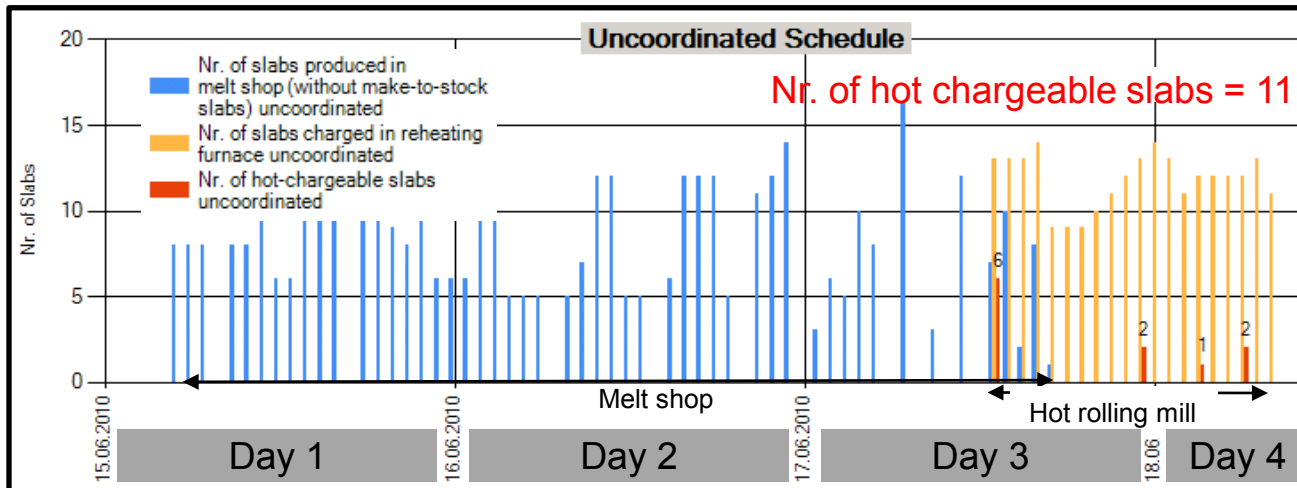 Uncoordinated Schedule
Nr. of hot chargeable slabs = 11
Nr. of slabs produced in
melt shop (without make-to-stock
slabs) uncoordinated
Nr. of slabs charged in reheating
furnace uncoordinated
Nr. of hot-chargeable slabs
uncoordinated
Nr. of Slabs
20
15
10
5
0
6
2
1
2
Melt shop
Hot rolling mill
15.06.2010
16.06.2010
17.06.2010
18.06
Day 1
Day 2
Day 3
Day 4